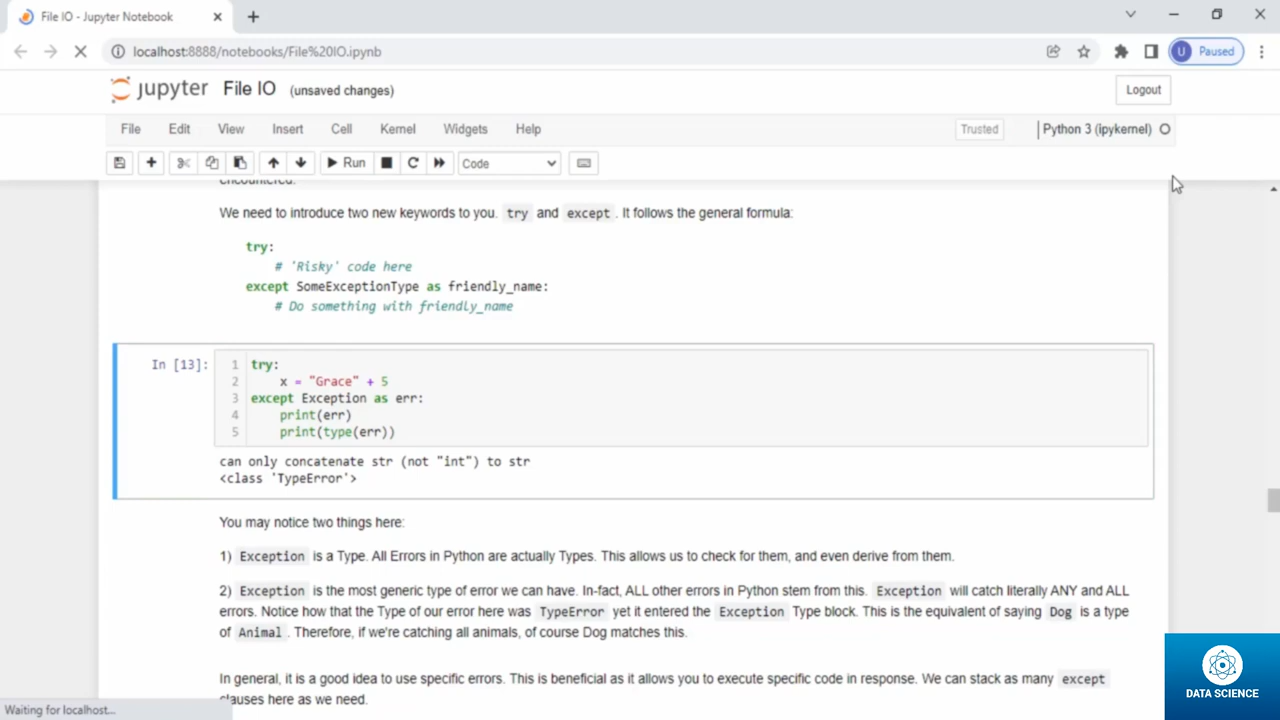 File IO - Jupyter Notebook
localhost:8888/notebooks/File%20IO.ipynb
U Paused
jupyter File IO (unsaved changes)
Logout
File Edit View Insert Cell Kernel Widgets Help
Trusted
Python 3 (ipykernel)
Run
Code
encountered.
We need to introduce two new keywords to you. try and except. It follows the general formula:
try:
# 'Risky' code here
except SomeExceptionType as friendly_name:
# Do something with friendly_name
In [13]:
1 try:
2 x = "Grace" + 5
3 except Exception as err:
4 print(err)
5 print(type(err))
can only concatenate str (not "int") to str
<class 'TypeError'>
You may notice two things here:
1) Exception is a Type. All Errors in Python are actually Types. This allows us to check for them, and even derive from them.
2) Exception is the most generic type of error we can have. In-fact, ALL other errors in Python stem from this. Exception will catch literally ANY and ALL
errors. Notice how that the Type of our error here was TypeError yet it entered the Exception Type block. This is the equivalent of saying Dog is a type
of Animal. Therefore, if we're catching all animals, of course Dog matches this.
In general, it is a good idea to use specific errors. This is beneficial as it allows you to execute specific code in response. We can stack as many except
clauses here as we need.
Waiting for localhost...
DATA SCIENCE